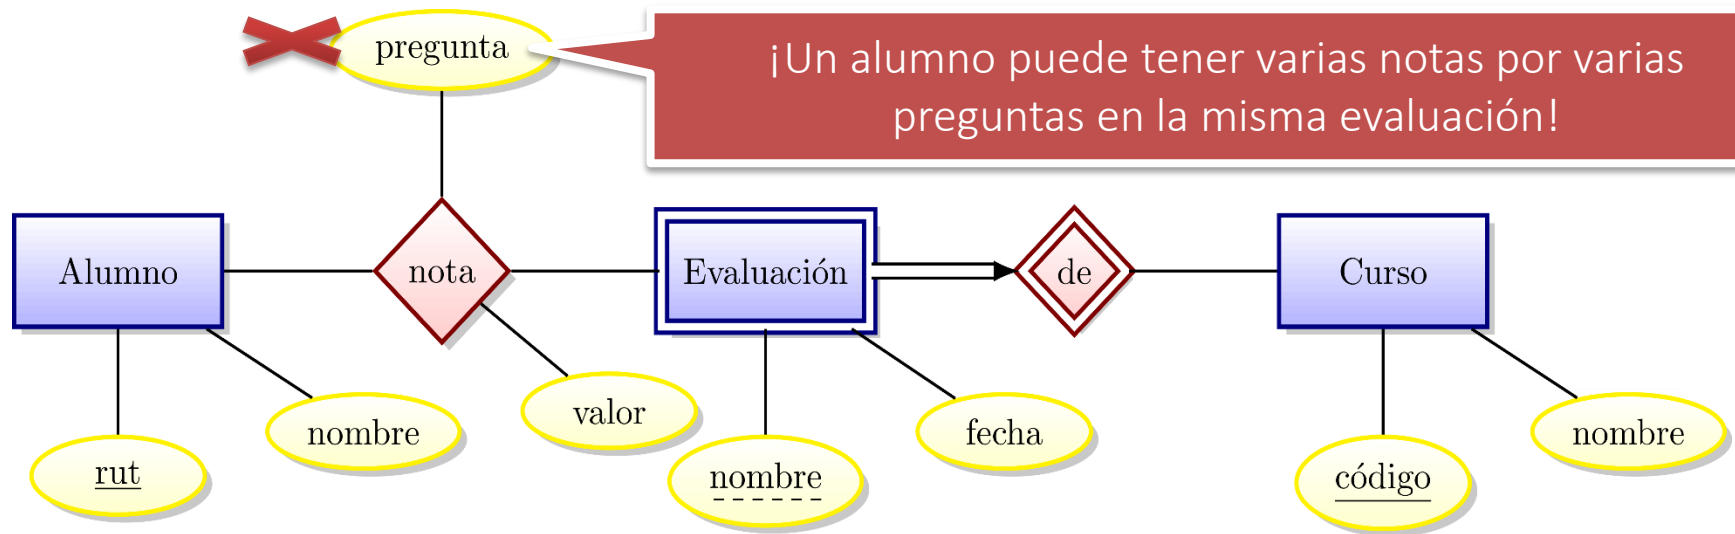 pregunta
¡Un alumno puede tener varias notas por varias
preguntas en la misma evaluación!
Alumno
nota
Evaluación
de
Curso
rut
nombre
valor
nombre
fecha
código
nombre